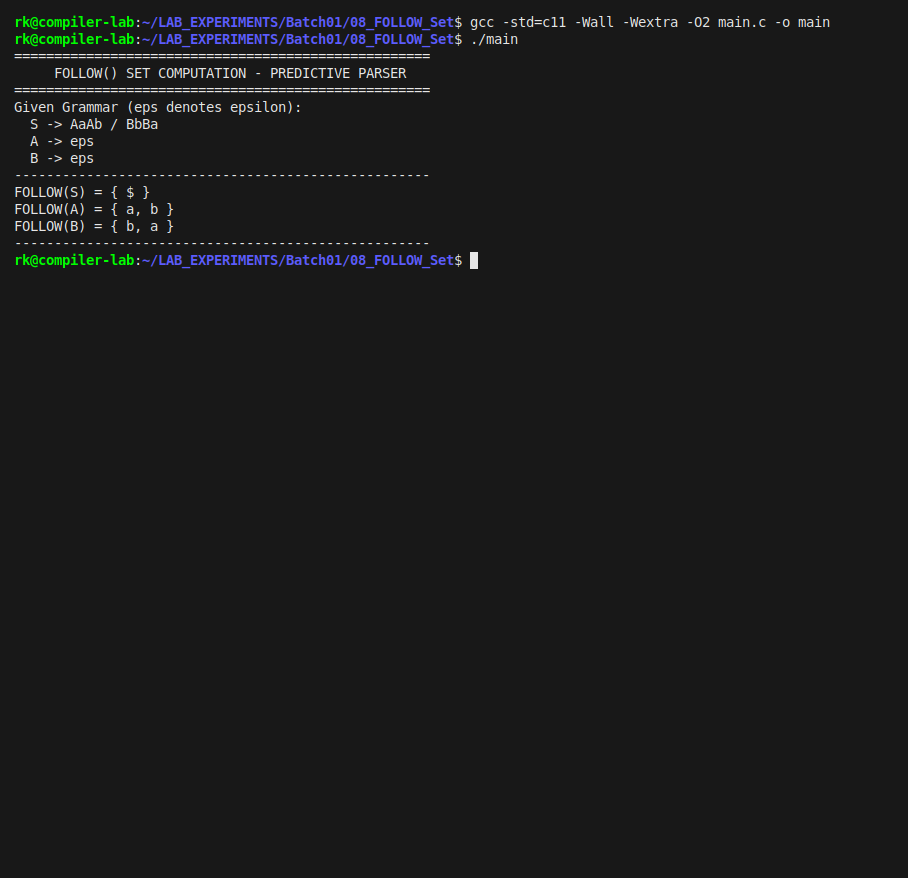 rk@compiler-lab:~/LAB_EXPERIMENTS/Batch01/08_FOLLOW_Set$ gcc -std=c11 -Wall -Wextra -O2 main.c -o main
rk@compiler-lab:~/LAB_EXPERIMENTS/Batch01/08_FOLLOW_Set$ ./main
====================================================
     FOLLOW() SET COMPUTATION - PREDICTIVE PARSER
====================================================
Given Grammar (eps denotes epsilon):
  S -> AaAb / BbBa
  A -> eps
  B -> eps
----------------------------------------------------
FOLLOW(S) = { $ }
FOLLOW(A) = { a, b }
FOLLOW(B) = { b, a }
----------------------------------------------------
rk@compiler-lab:~/LAB_EXPERIMENTS/Batch01/08_FOLLOW_Set$